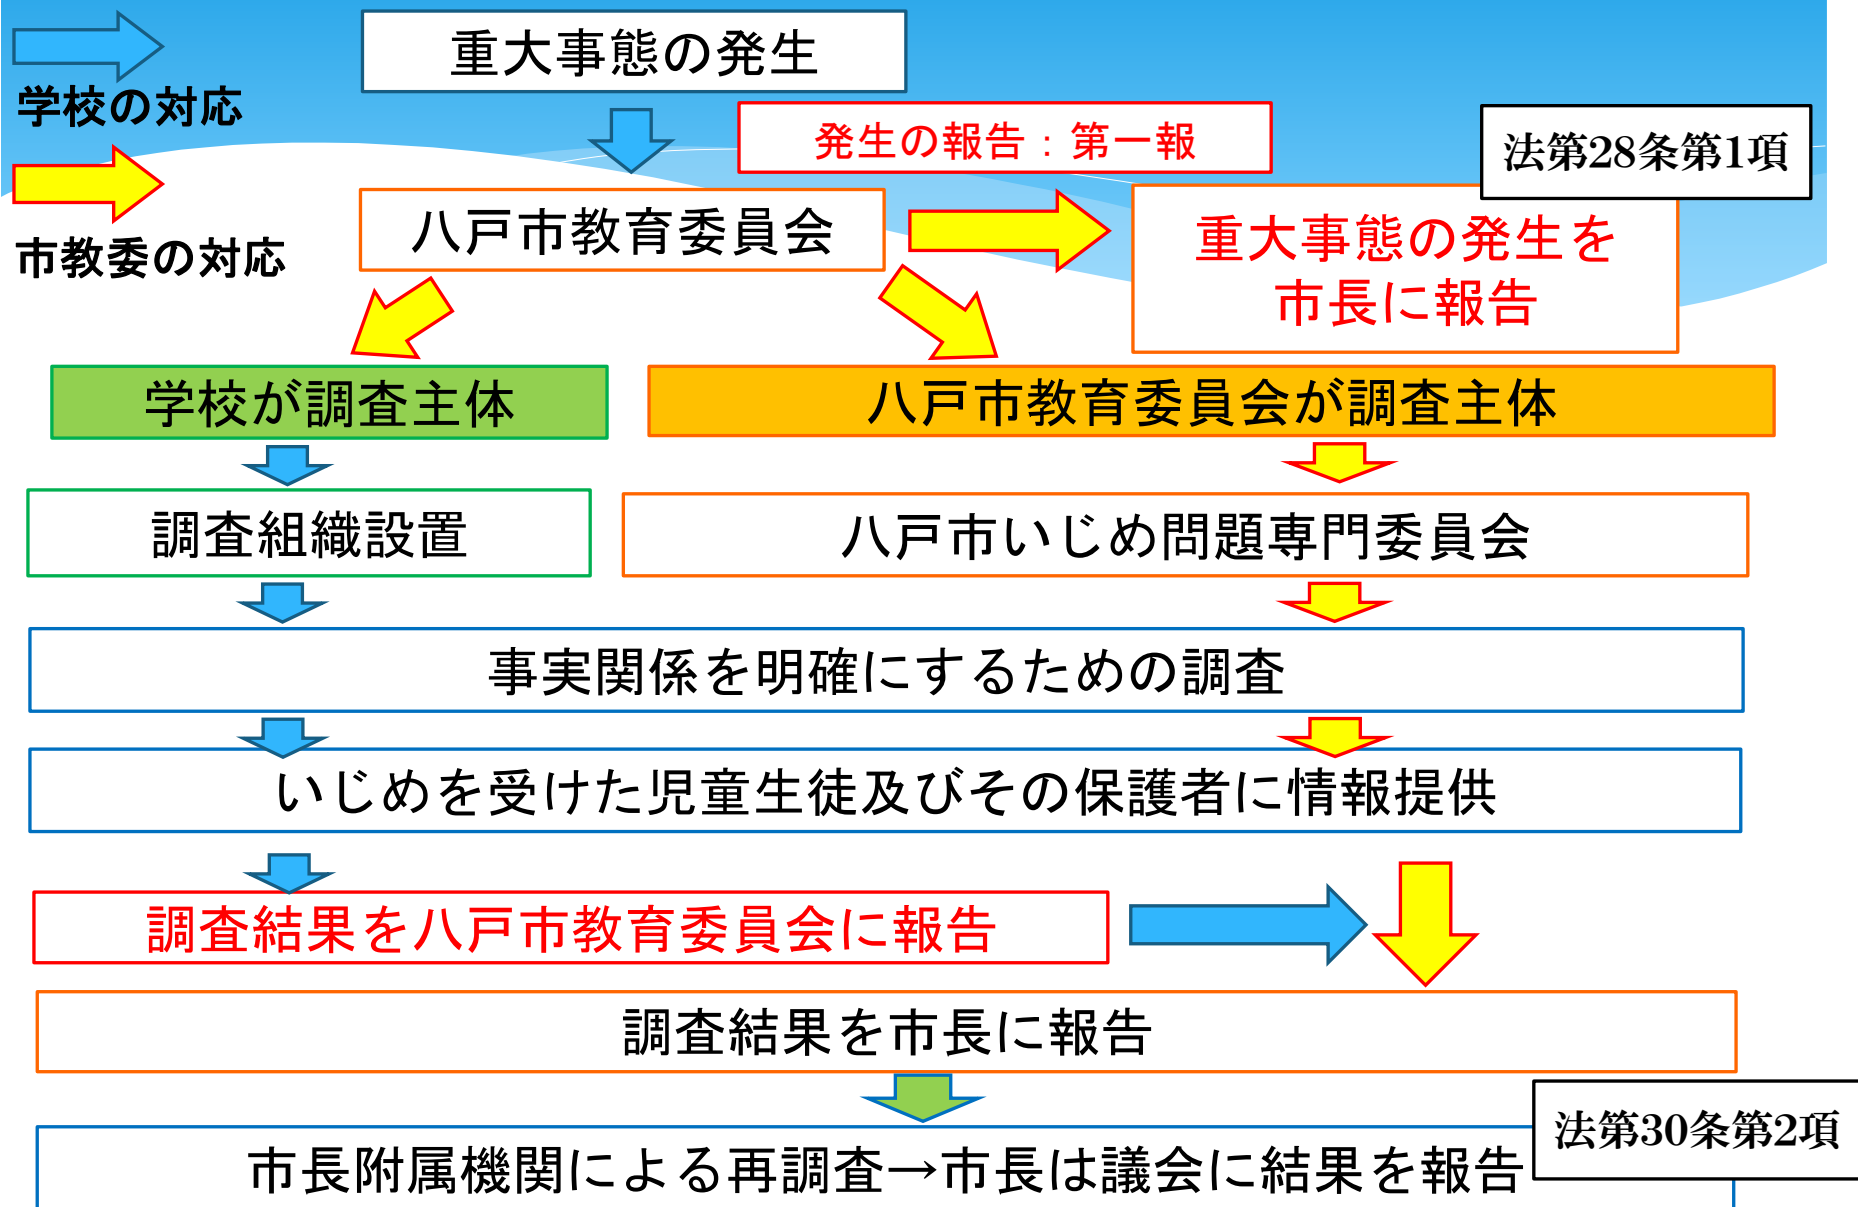 重大事態の発生
学校の対応
発生の報告：第一報
法第28条第1項
市教委の対応
八戸市教育委員会
重大事態の発生を
市長に報告
学校が調査主体
八戸市教育委員会が調査主体
調査組織設置
八戸市いじめ問題専門委員会
事実関係を明確にするための調査
いじめを受けた児童生徒及びその保護者に情報提供
調査結果を八戸市教育委員会に報告
調査結果を市長に報告
法第30条第2項
市長附属機関による再調査→市長は議会に結果を報告